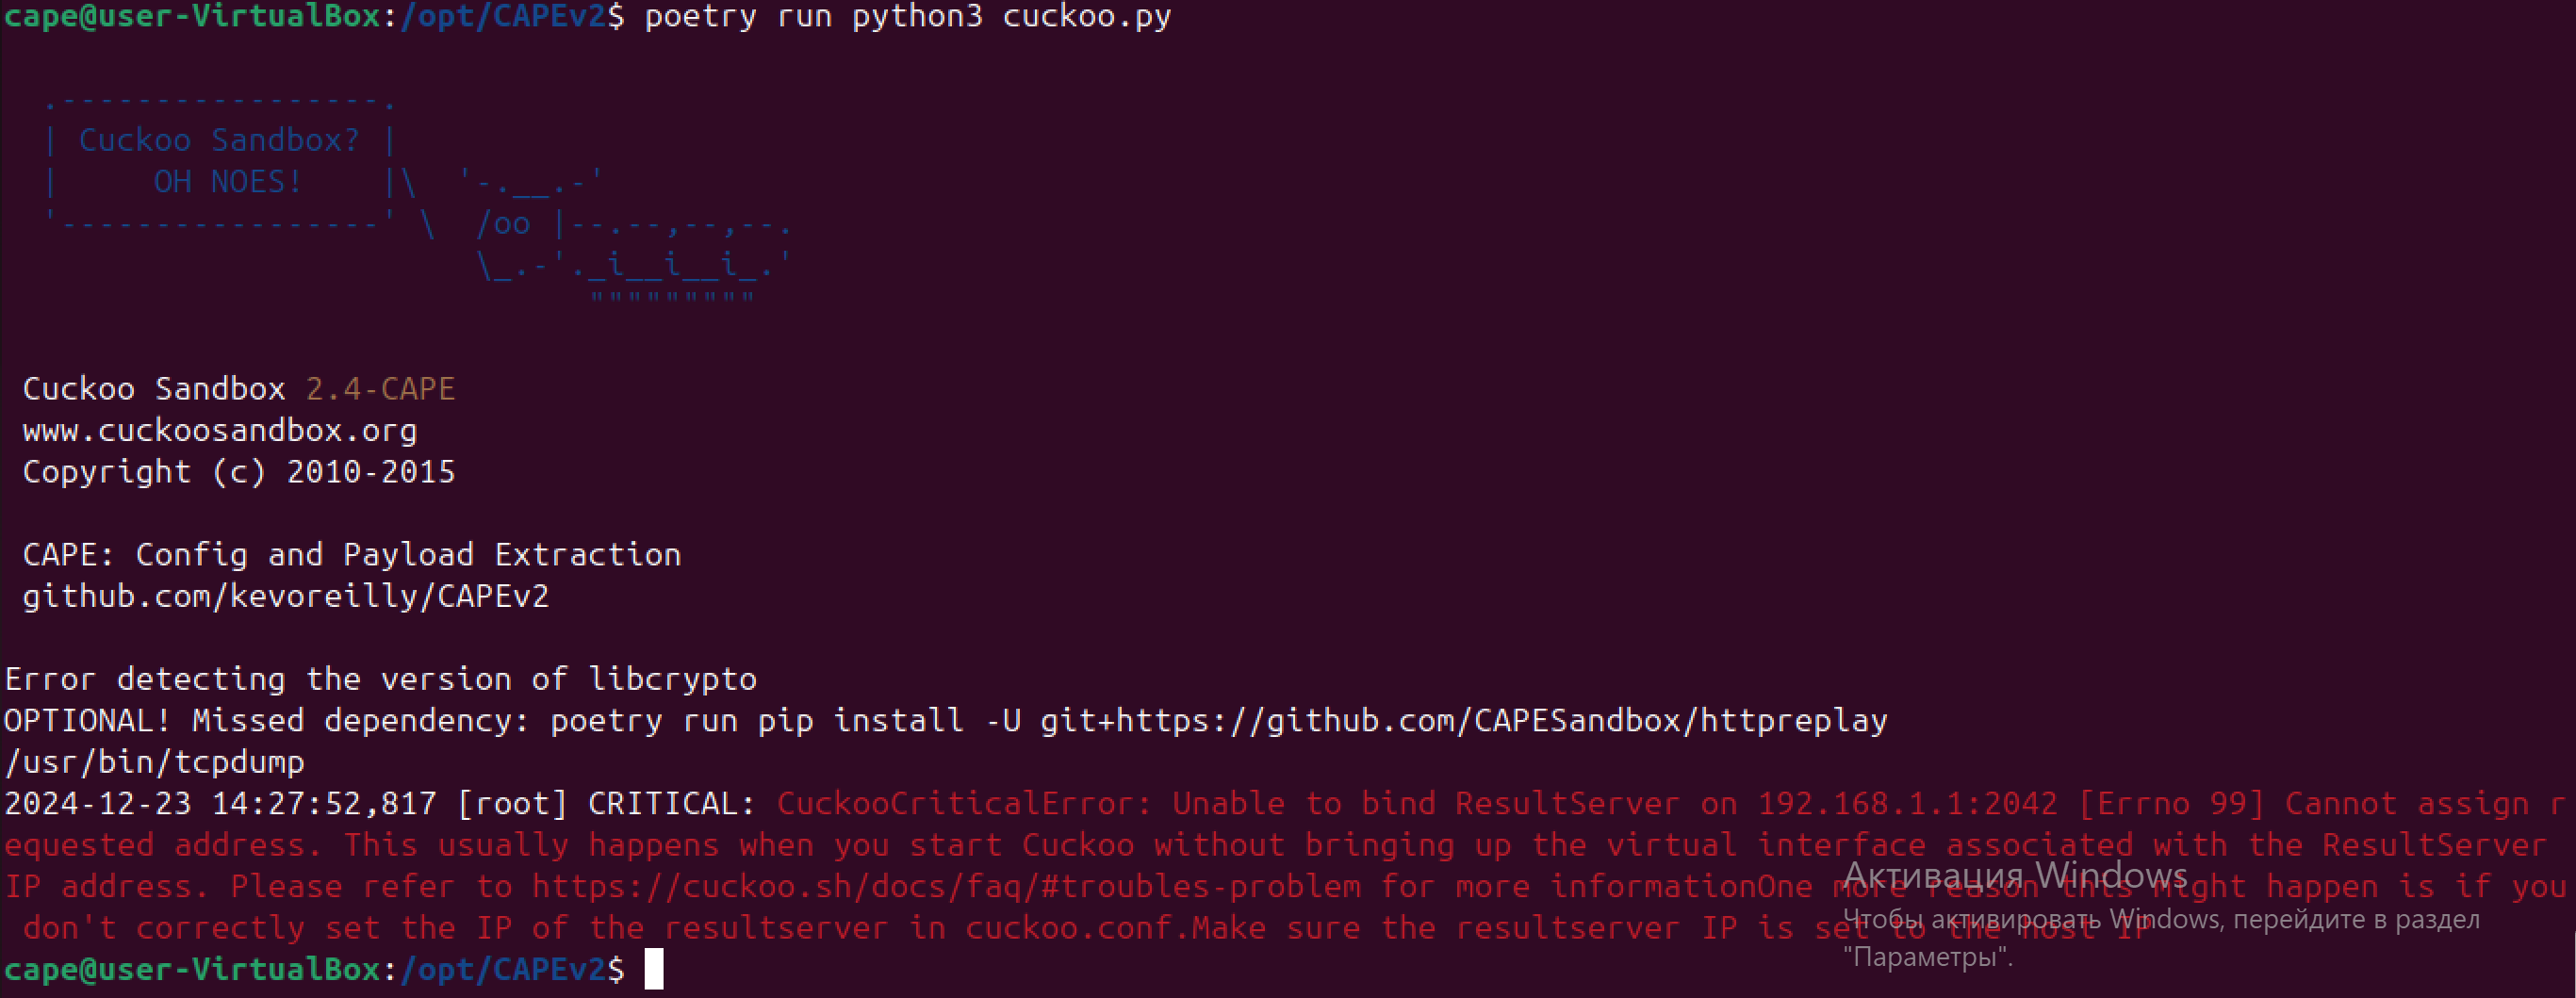 cape@user-VirtualBox:/opt/CAPEv2$ poetry run python3 cuckoo.py
.-----------------.
| Cuckoo Sandbox? |
|     OH NOES!    |\  '-.__.-'
'-----------------' \  /oo |--.--,--,--.
\_.-'._i__i__i_.'
"""""""""
Cuckoo Sandbox 2.4-CAPE
www.cuckoosandbox.org
Copyright (c) 2010-2015
CAPE: Config and Payload Extraction
github.com/kevoreilly/CAPEv2
Error detecting the version of libcrypto
OPTIONAL! Missed dependency: poetry run pip install -U git+https://github.com/CAPESandbox/httpreplay
/usr/bin/tcpdump
2024-12-23 14:27:52,817 [root] CRITICAL: CuckooCriticalError: Unable to bind ResultServer on 192.168.1.1:2042 [Errno 99] Cannot assign r
equested address. This usually happens when you start Cuckoo without bringing up the virtual interface associated with the ResultServer
IP address. Please refer to https://cuckoo.sh/docs/faq/#troubles-problem for more informationOne more reason this might happen is if you
don't correctly set the IP of the resultserver in cuckoo.conf.Make sure the resultserver IP is set to the host IP
cape@user-VirtualBox:/opt/CAPEv2$
Активация Windows
Чтобы активировать Windows, перейдите в раздел
"Параметры".